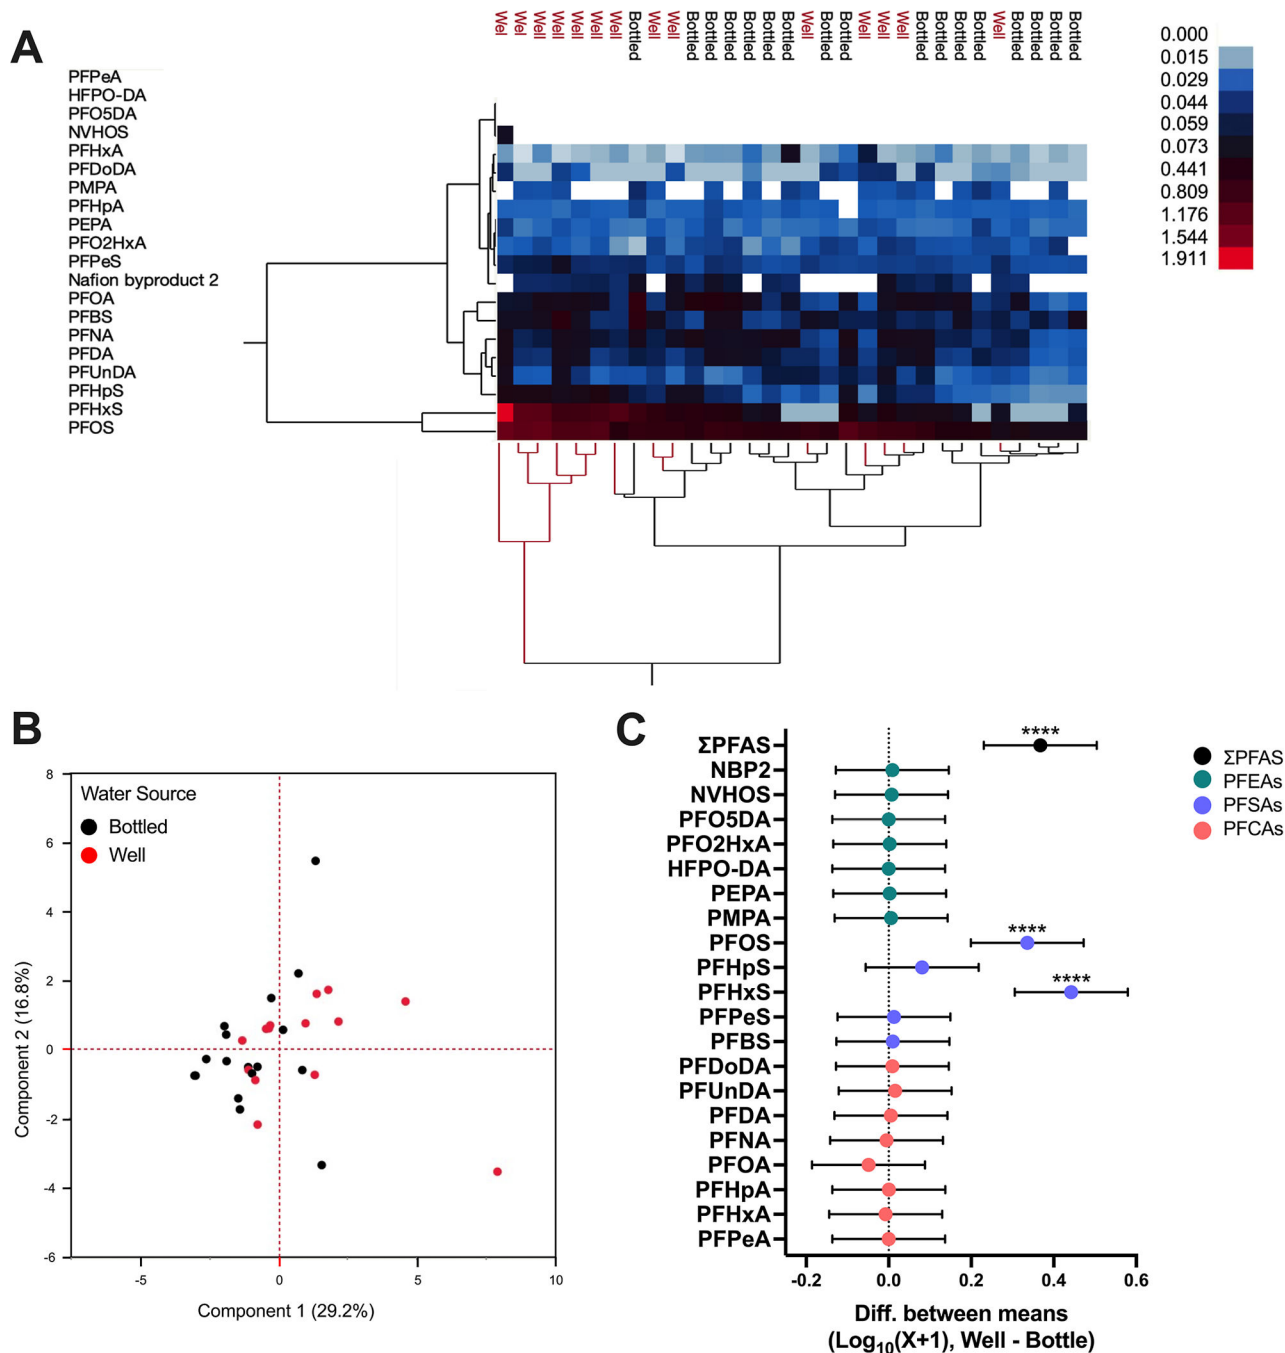 A
Wel
Well
Well
Well
Well
Well
Well
Bottled
Well
Well
Bottled
Bottled
Bottled
Bottled
Bottled
Bottled
Well
Bottled
Bottled
Well
Well
Well
Bottled
Bottled
Bottled
Bottled
Well
Bottled
Bottled
Bottled
Bottled
0.000
0.015
0.029
0.044
0.059
0.073
0.441
0.809
1.176
1.544
1.911
PFPeA
HFPO-DA
PFO5DA
NVHOS
PFHxA
PFDoDA
PMPA
PFHpA
PEPA
PFO2HxA
PFPeS
Nafion byproduct 2
PFOA
PFBS
PFNA
PFDA
PFUnDA
PFHpS
PFHxS
PFOS
B
Water Source
Bottled
Well
8
6
4
2
0
-2
-4
-6
Component 2 (16.8%)
-5
0
5
10
Component 1 (29.2%)
C
ΣPFAS
NBP2
NVHOS
PFO5DA
PFO2HxA
HFPO-DA
PEPA
PMPA
PFOS
PFHpS
PFHxS
PFPeS
PFBS
PFDoDA
PFUnDA
PFDA
PFNA
PFOA
PFHpA
PFHxA
PFPeA
****
****
****
ΣPFAS
PFEAs
PFSAs
PFCAs
-0.2
0.0
0.2
0.4
0.6
Diff. between means
(Log₁₀(X+1), Well - Bottle)